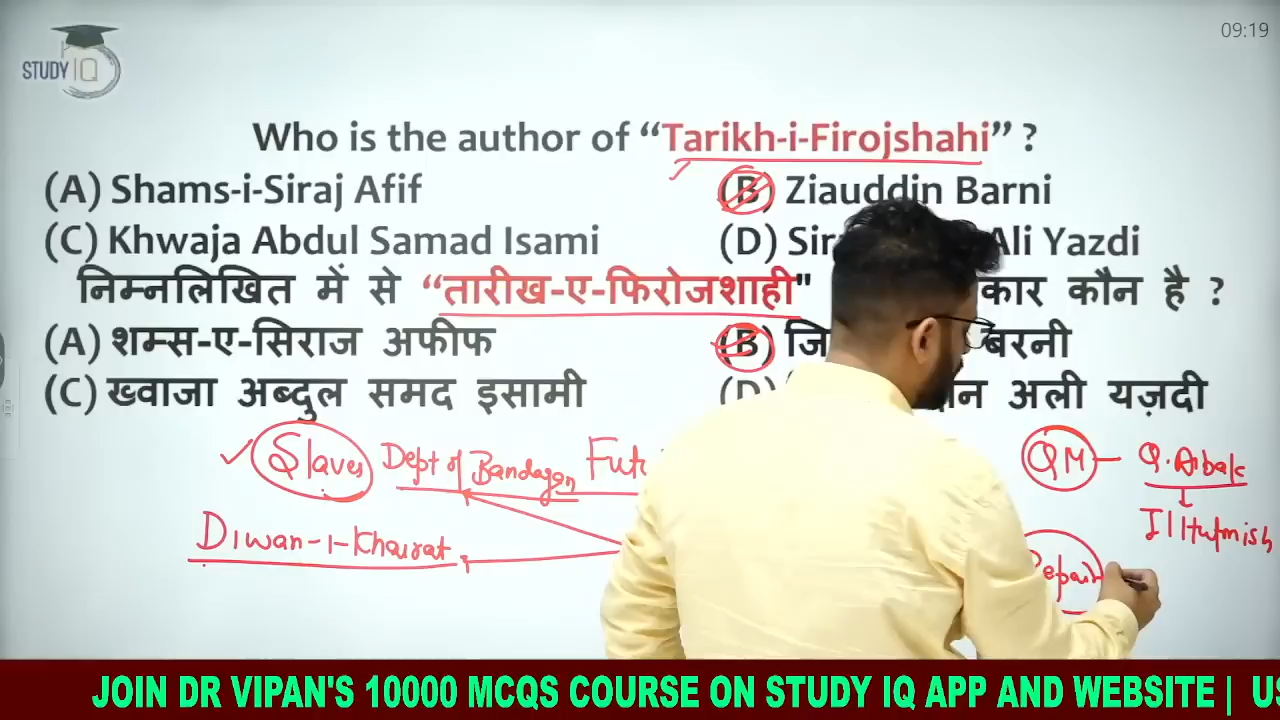 09:19
STUDY IQ
Who is the author of “Tarikh-i-Firojshahi” ?
(A) Shams-i-Siraj Afif
(B) Ziauddin Barni
(C) Khwaja Abdul Samad Isami
(D) Ali Yazdi
निम्नलिखित में से “तारीख-ए-फिरोजशाही" कार कौन है ?
(A) शम्स-ए-सिराज अफीफ
(B) बरनी
(C) ख्वाजा अब्दुल समद इसामी
(D) अली यज़दी
Slaves Dept of Bandagan
QM – Q. Aibak
Illtutmish
Diwan-i-Khairat
JOIN DR VIPAN'S 10000 MCQS COURSE ON STUDY IQ APP AND WEBSITE |